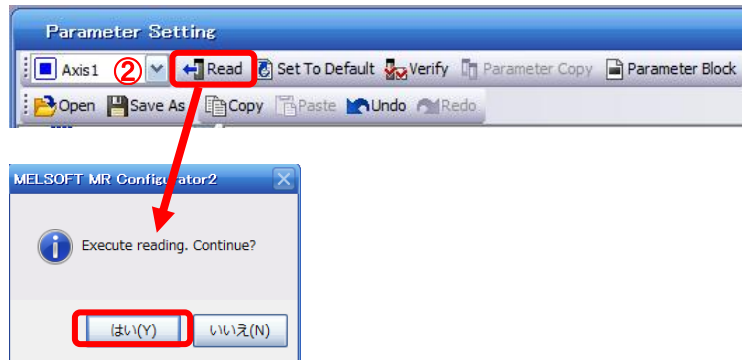 Parameter Setting
Axis1 ② Read Set To Default Verify Parameter Copy Parameter Block
Open Save As Copy Paste Undo Redo
MELSOFT MR Configurator2
Execute reading. Continue?
はい(Y) いいえ(N)